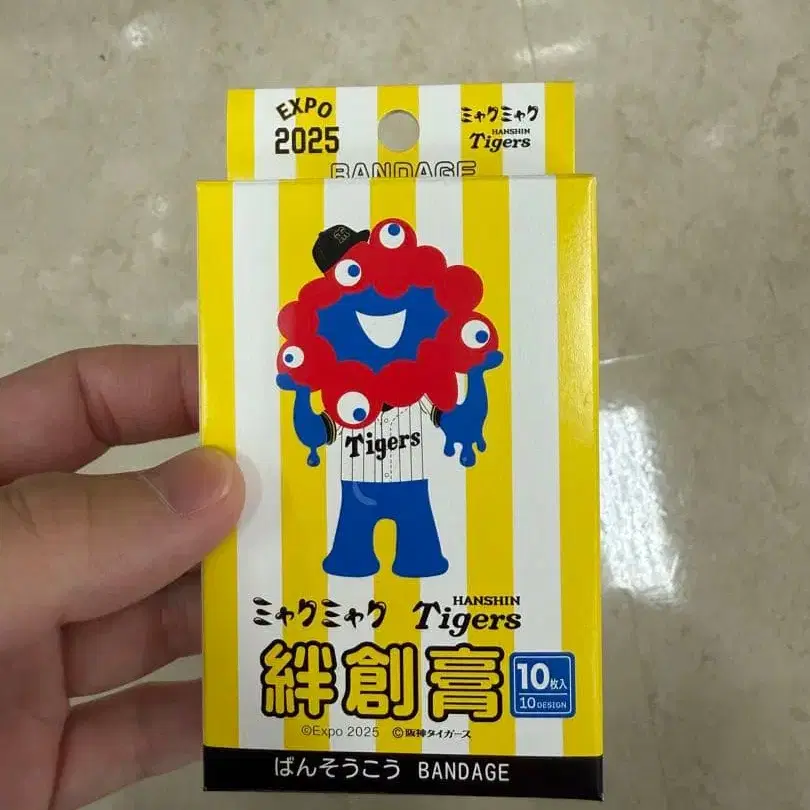 EXPO
2025
ミャクミャク
HANSHIN
Tigers
BANDAGE
Tigers
ミャクミャク
HANSHIN
Tigers
絆創膏
10枚入
10 DESIGN
©Expo 2025 ©阪神タイガース
ばんそうこう BANDAGE